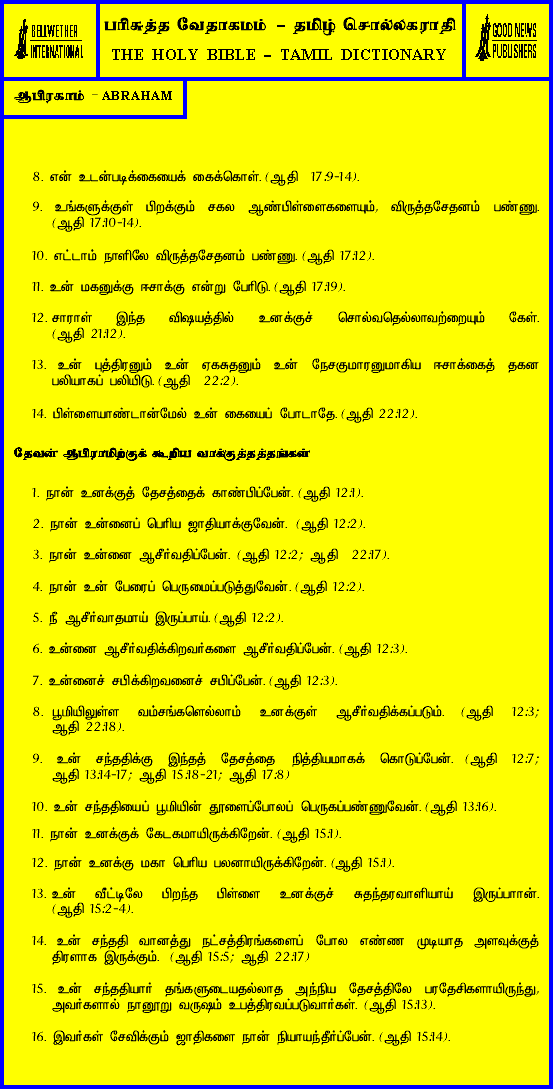 BELLWETHER
INTERNATIONAL
பரிசுத்த வேதாகமம் – தமிழ் சொல்லகராதி
THE HOLY BIBLE – TAMIL DICTIONARY
GOOD NEWS
PUBLISHERS
ஆபிரகாம் – ABRAHAM
8. என் உடன்படிக்கையைக் கைக்கொள். (ஆதி 17:9-14).
9. உங்களுக்குள் பிறக்கும் சகல ஆண்பிள்ளைகளையும், விருத்தசேதனம் பண்ணு.
(ஆதி 17:10-14).
10. எட்டாம் நாளிலே விருத்தசேதனம் பண்ணு. (ஆதி 17:12).
11. உன் மகனுக்கு ஈசாக்கு என்று பேரிடு. (ஆதி 17:19).
12. சாராள் இந்த விஷயத்தில் உனக்குச் சொல்வதெல்லாவற்றையும் கேள்.
(ஆதி 21:12).
13. உன் புத்திரனும் உன் ஏகசுதனும் உன் நேசகுமாரனுமாகிய ஈசாக்கைத் தகன
பலியாகப் பலியிடு. (ஆதி 22:2).
14. பிள்ளையாண்டான்மேல் உன் கையைப் போடாதே. (ஆதி 22:12).
தேவன் ஆபிராமிற்குக் கூறிய வாக்குத்தத்தங்கள்
1. நான் உனக்குத் தேசத்தைக் காண்பிப்பேன். (ஆதி 12:1).
2. நான் உன்னைப் பெரிய ஜாதியாக்குவேன். (ஆதி 12:2).
3. நான் உன்னை ஆசீர்வதிப்பேன். (ஆதி 12:2; ஆதி 22:17).
4. நான் உன் பேரைப் பெருமைப்படுத்துவேன். (ஆதி 12:2).
5. நீ ஆசீர்வாதமாய் இருப்பாய். (ஆதி 12:2).
6. உன்னை ஆசீர்வதிக்கிறவர்களை ஆசீர்வதிப்பேன். (ஆதி 12:3).
7. உன்னைச் சபிக்கிறவனைச் சபிப்பேன். (ஆதி 12:3).
8. பூமியிலுள்ள வம்சங்களெல்லாம் உனக்குள் ஆசீர்வதிக்கப்படும். (ஆதி 12:3;
ஆதி 22:18).
9. உன் சந்ததிக்கு இந்தத் தேசத்தை நித்தியமாகக் கொடுப்பேன். (ஆதி 12:7;
ஆதி 13:14-17; ஆதி 15:18-21; ஆதி 17:8)
10. உன் சந்ததியைப் பூமியின் தூளைப்போலப் பெருகப்பண்ணுவேன். (ஆதி 13:16).
11. நான் உனக்குக் கேடகமாயிருக்கிறேன். (ஆதி 15:1).
12. நான் உனக்கு மகா பெரிய பலனாயிருக்கிறேன். (ஆதி 15:1).
13. உன் வீட்டிலே பிறந்த பிள்ளை உனக்குச் சுதந்தரவாளியாய் இருப்பாான்.
(ஆதி 15:2-4).
14. உன் சந்ததி வானத்து நட்சத்திரங்களைப் போல எண்ண முடியாத அளவுக்குத்
திரளாக இருக்கும். (ஆதி 15:5; ஆதி 22:17)
15. உன் சந்ததியார் தங்களுடையதல்லாத அந்நிய தேசத்திலே பரதேசிகளாயிருந்து,
அவர்களால் நானூறு வருஷம் உபத்திரவப்படுவார்கள். (ஆதி 15:13).
16. இவர்கள் சேவிக்கும் ஜாதிகளை நான் நியாயந்தீர்ப்பேன். (ஆதி 15:14).